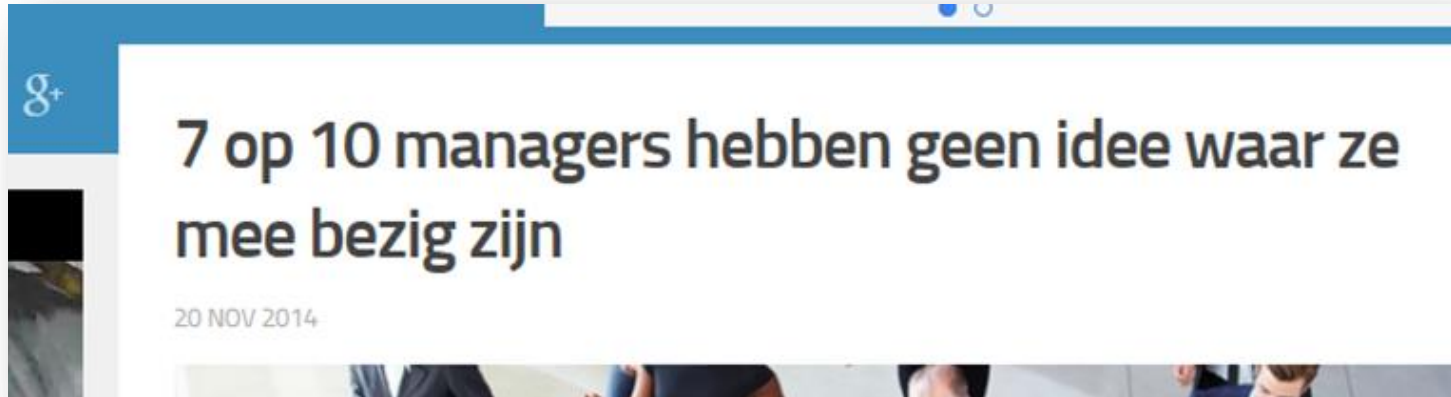 g+
7 op 10 managers hebben geen idee waar ze
mee bezig zijn
20 NOV 2014